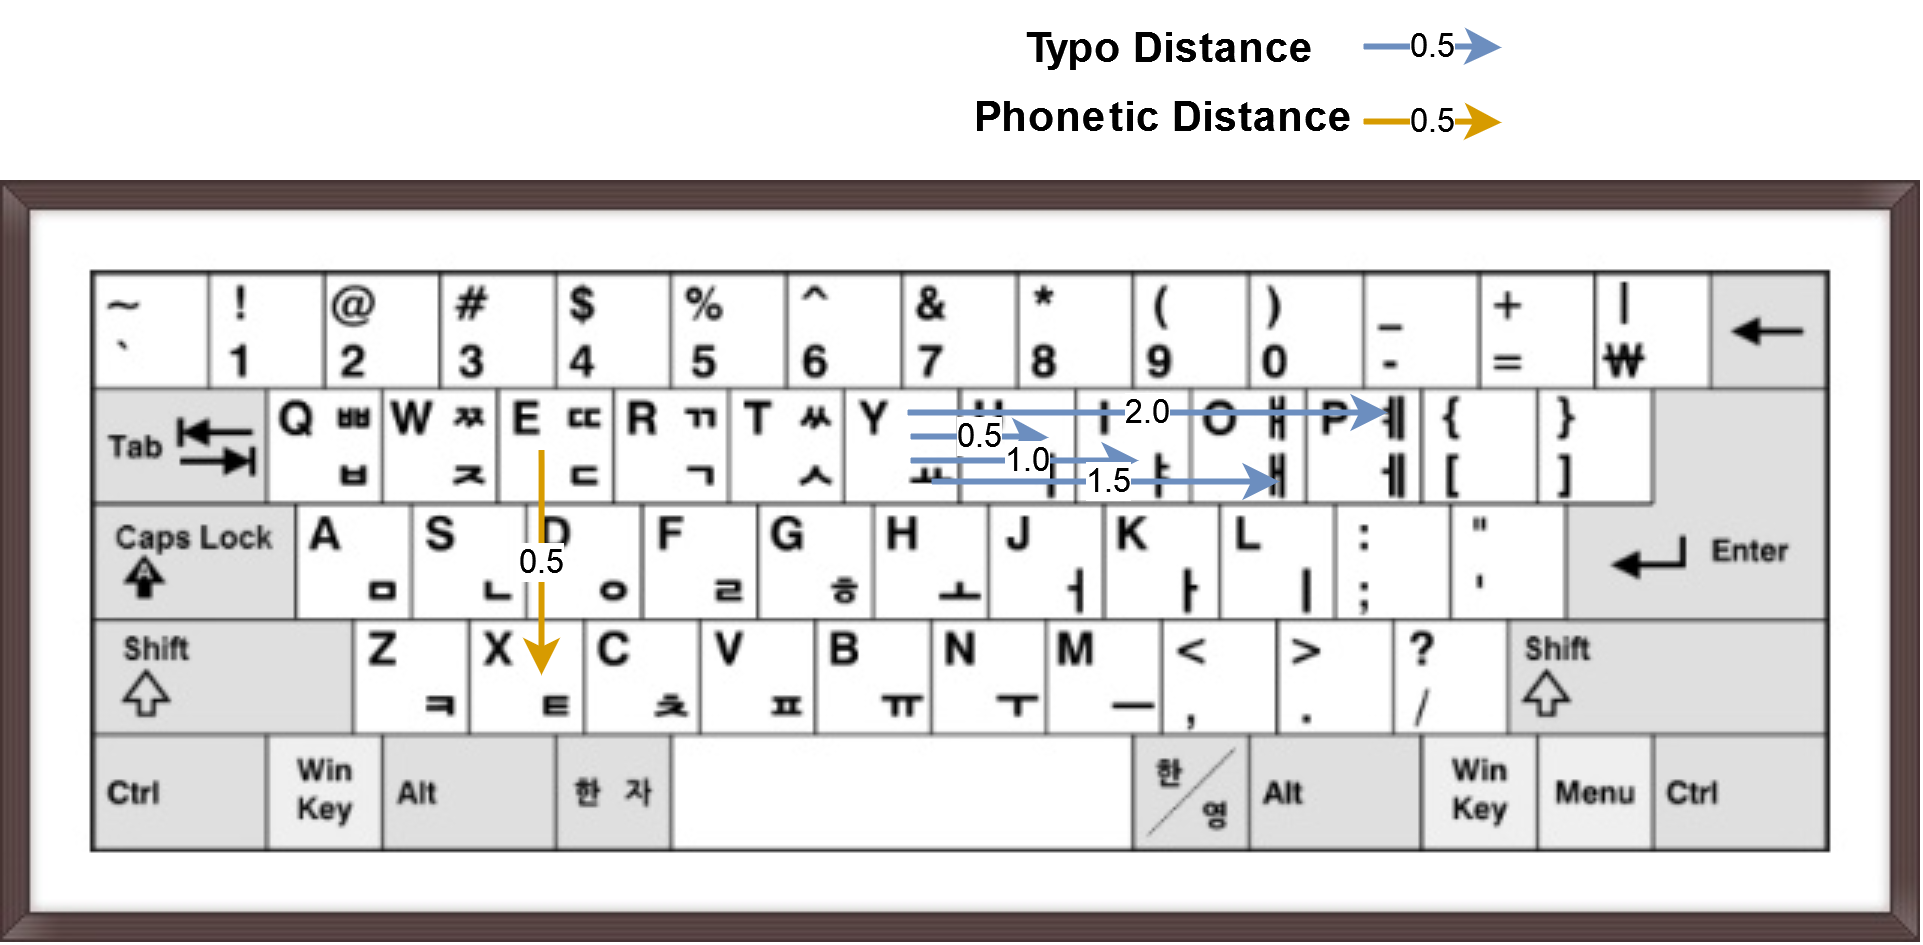 Typo Distance 0.5
Phonetic Distance 0.5
~ ! @ # $ % ^ & * ( ) _ + |
` 1 2 3 4 5 6 7 8 9 0 - = ₩
Tab Q ㅃ W ㅉ E ㄸ R ㄲ T ㅆ Y 2.0 O ㅒ P ㅖ { }
0.5
ㅂ ㅈ ㄷ ㄱ ㅅ ㅛ 1.0 ㅑ ㅐ ㅔ [ ]
1.5
Caps Lock A S D F G H J K L : " Enter
0.5
A ㅁ ㄴ ㅇ ㄹ ㅎ ㅗ ㅓ ㅏ ㅣ ; '
Shift Z X C V B N M < > ? Shift
ㅋ ㅌ ㅊ ㅍ ㅠ ㅜ ㅡ , . /
Ctrl Win Key Alt 한 자 한/영 Alt Win Key Menu Ctrl